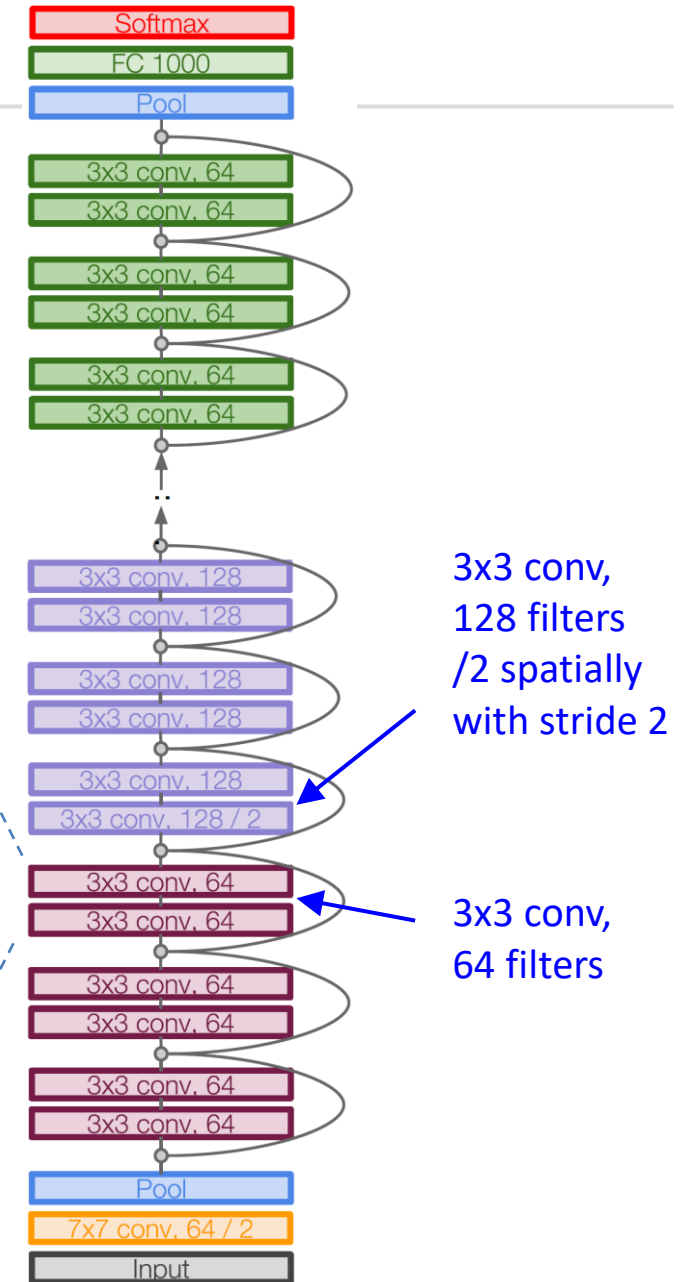 Softmax
FC 1000
Pool
3x3 conv, 64
3x3 conv, 64
3x3 conv, 64
3x3 conv, 64
3x3 conv, 64
3x3 conv, 64
..
3x3 conv, 128
3x3 conv, 128
3x3 conv, 128
3x3 conv, 128
3x3 conv, 128
3x3 conv, 128 / 2
3x3 conv, 64
3x3 conv, 64
3x3 conv, 64
3x3 conv, 64
3x3 conv, 64
3x3 conv, 64
Pool
7x7 conv, 64 / 2
Input
3x3 conv,
128 filters
/2 spatially
with stride 2
3x3 conv,
64 filters